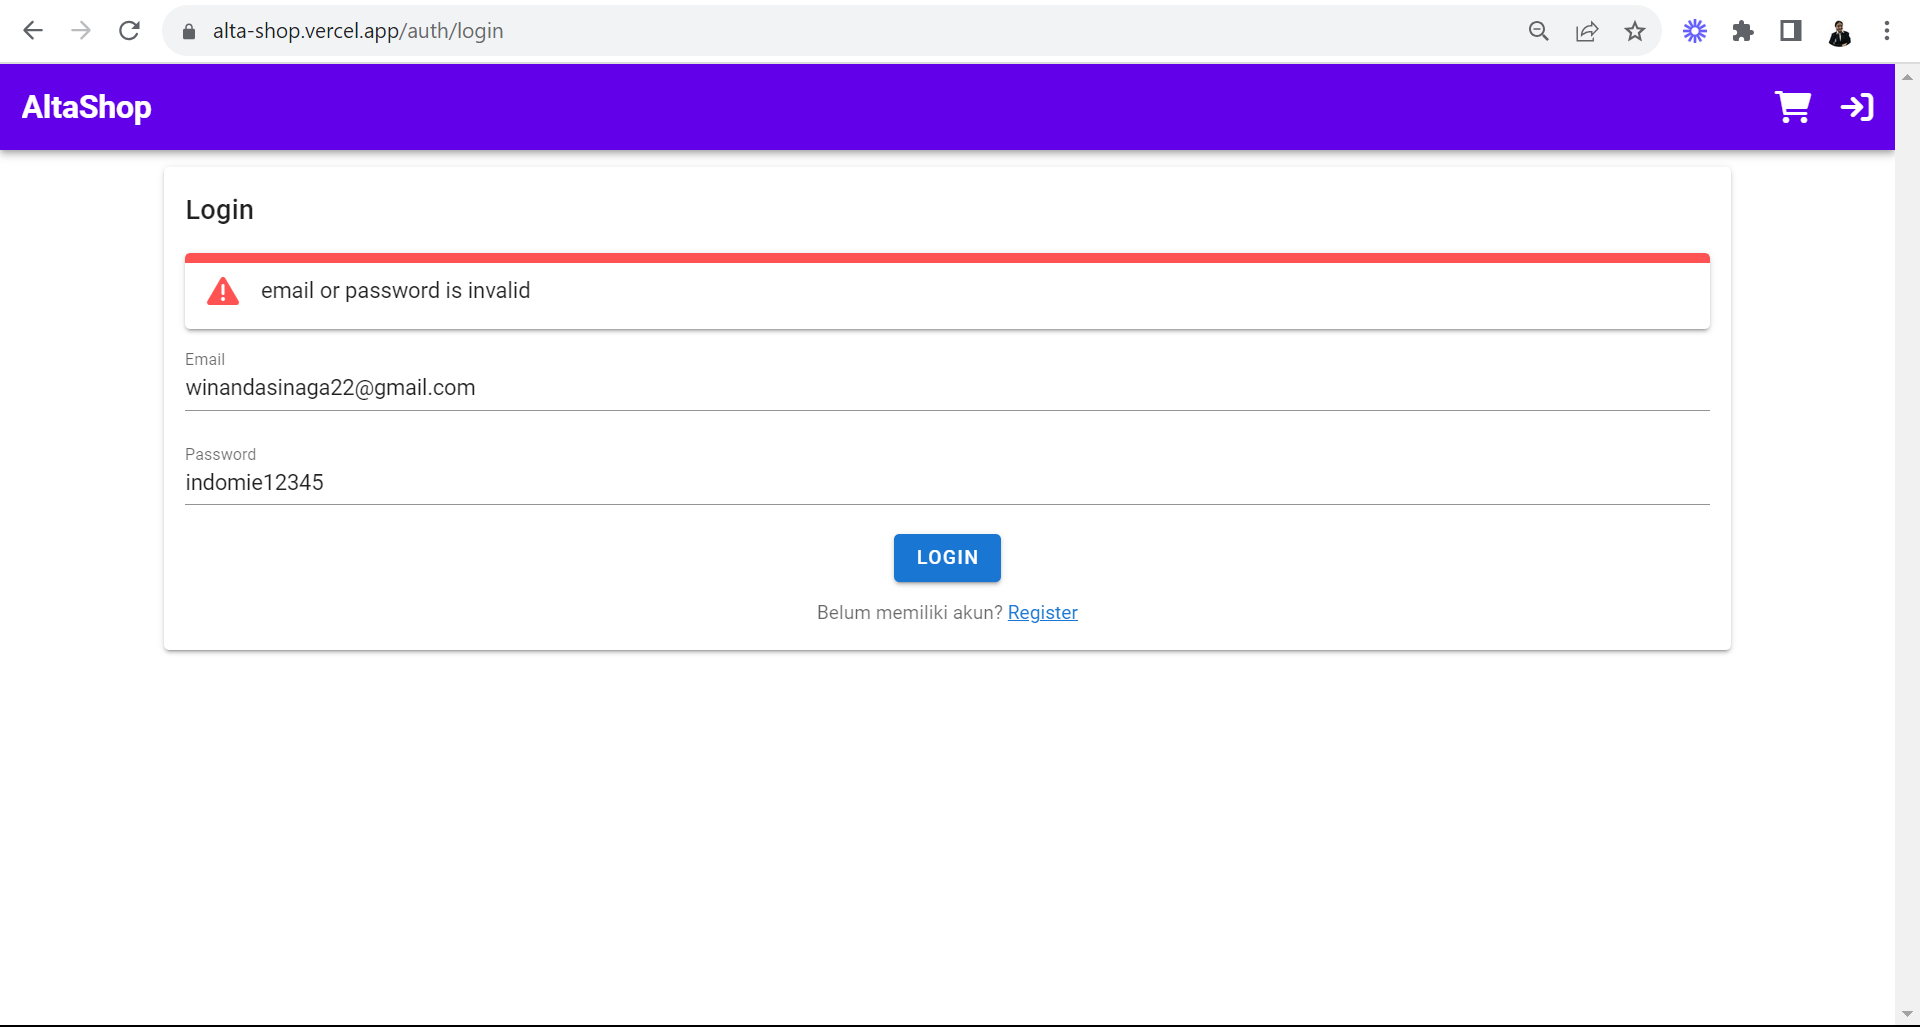 alta-shop.vercel.app/auth/login
AltaShop
Login
email or password is invalid
Email
winandasinaga22@gmail.com
Password
indomie12345
LOGIN
Belum memiliki akun? Register